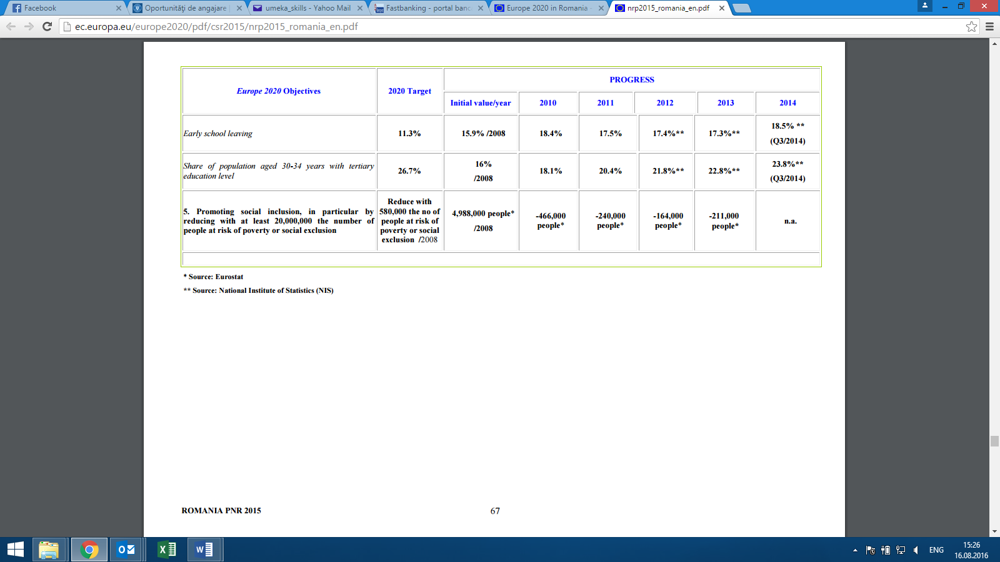 Facebook
Oportunităţi de angajare
umeka_skills - Yahoo Mail
Fastbanking - portal banc
Europe 2020 in Romania -
nrp2015_romania_en.pdf
ec.europa.eu/europe2020/pdf/csr2015/nrp2015_romania_en.pdf
Europe 2020 Objectives
2020 Target
PROGRESS
Initial value/year
2010
2011
2012
2013
2014
Early school leaving
11.3%
15.9% /2008
18.4%
17.5%
17.4%**
17.3%**
18.5% **
(Q3/2014)
Share of population aged 30-34 years with tertiary
education level
26.7%
16%
/2008
18.1%
20.4%
21.8%**
22.8%**
23.8%**
(Q3/2014)
5. Promoting social inclusion, in particular by
reducing with at least 20,000,000 the number of
people at risk of poverty or social exclusion
Reduce with
580,000 the no of
people at risk of
poverty or social
exclusion /2008
4,988,000 people*
/2008
-466,000
people*
-240,000
people*
-164,000
people*
-211,000
people*
n.a.
* Source: Eurostat
** Source: National Institute of Statistics (NIS)
ROMANIA PNR 2015
67
ENG
15:26
16.08.2016